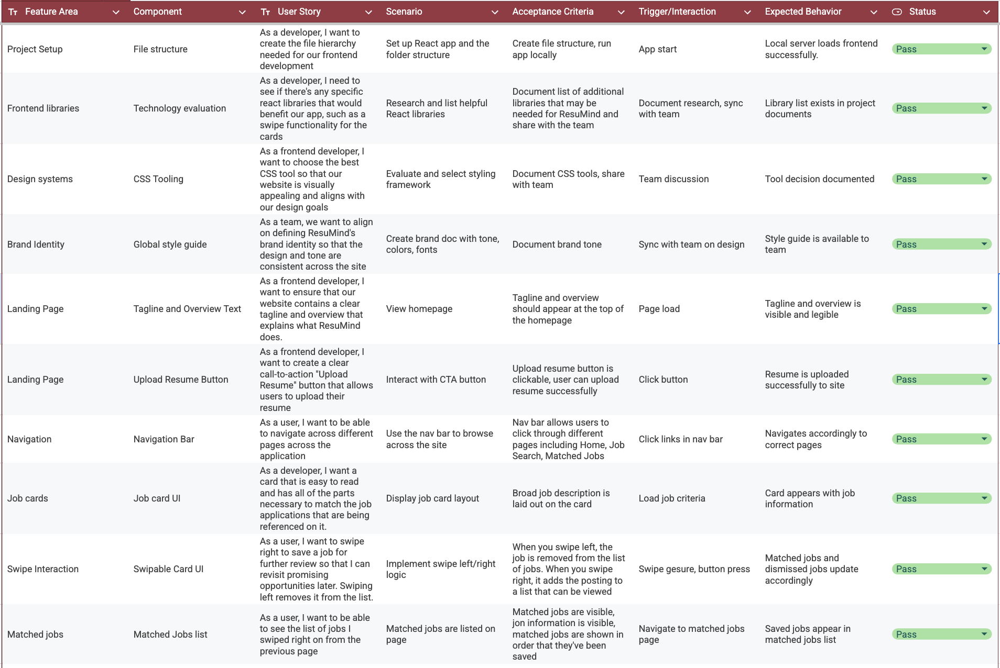 Feature Area
Component
User Story
Scenario
Acceptance Criteria
Trigger/Interaction
Expected Behavior
Status
Project Setup
File structure
As a developer, I want to
create the file hierarchy
needed for our frontend
development
Set up React app and the
folder structure
Create file structure, run
app locally
App start
Local server loads frontend
successfully.
Pass
Frontend libraries
Technology evaluation
As a developer, I need to
see if there's any specific
react libraries that would
benefit our app, such as a
swipe functionality for the
cards
Research and list helpful
React libraries
Document list of additional
libraries that may be
needed for ResuMind and
share with the team
Document research, sync
with team
Library list exists in project
documents
Pass
Design systems
CSS Tooling
As a frontend developer, I
want to choose the best
CSS tool so that our
website is visually
appealing and aligns with
our design goals
Evaluate and select styling
framework
Document CSS tools, share
with team
Team discussion
Tool decision documented
Pass
Brand Identity
Global style guide
As a team, we want to align
on defining ResuMind's
brand identity so that the
design and tone are
consistent across the site
Create brand doc with tone,
colors, fonts
Document brand tone
Sync with team on design
Style guide is available to
team
Pass
Landing Page
Tagline and Overview Text
As a frontend developer, I
want to ensure that our
website contains a clear
tagline and overview that
explains what ResuMind
does.
View homepage
Tagline and overview
should appear at the top of
the homepage
Page load
Tagline and overview is
visible and legible
Pass
Landing Page
Upload Resume Button
As a frontend developer, I
want to create a clear
call-to-action "Upload
Resume" button that allows
users to upload their
resume
Interact with CTA button
Upload resume button is
clickable, user can upload
resume successfully
Click button
Resume is uploaded
successfully to site
Pass
Navigation
Navigation Bar
As a user, I want to be able
to navigate across different
pages across the
application
Use the nav bar to browse
across the site
Nav bar allows users to
click through different
pages including Home, Job
Search, Matched Jobs
Click links in nav bar
Navigates accordingly to
correct pages
Pass
Job cards
Job card UI
As a developer, I want a
card that is easy to read
and has all of the parts
necessary to match the job
applications that are being
referenced on it.
Display job card layout
Broad job description is
laid out on the card
Load job criteria
Card appears with job
information
Pass
Swipe Interaction
Swipable Card UI
As a user, I want to swipe
right to save a job for
further review so that I can
revisit promising
opportunities later. Swiping
left removes it from the list.
Implement swipe left/right
logic
When you swipe left, the
job is removed from the list
of jobs. When you swipe
right, it adds the posting to
a list that can be viewed
Swipe gesure, button press
Matched jobs and
dismissed jobs update
accordingly
Pass
Matched jobs
Matched Jobs list
As a user, I want to be able
to see the list of jobs I
swiped right on from the
previous page
Matched jobs are listed on
page
Matched jobs are visible,
jon information is visible,
matched jobs are shown in
order that they've been
saved
Navigate to matched jobs
page
Saved jobs appear in
matched jobs list
Pass